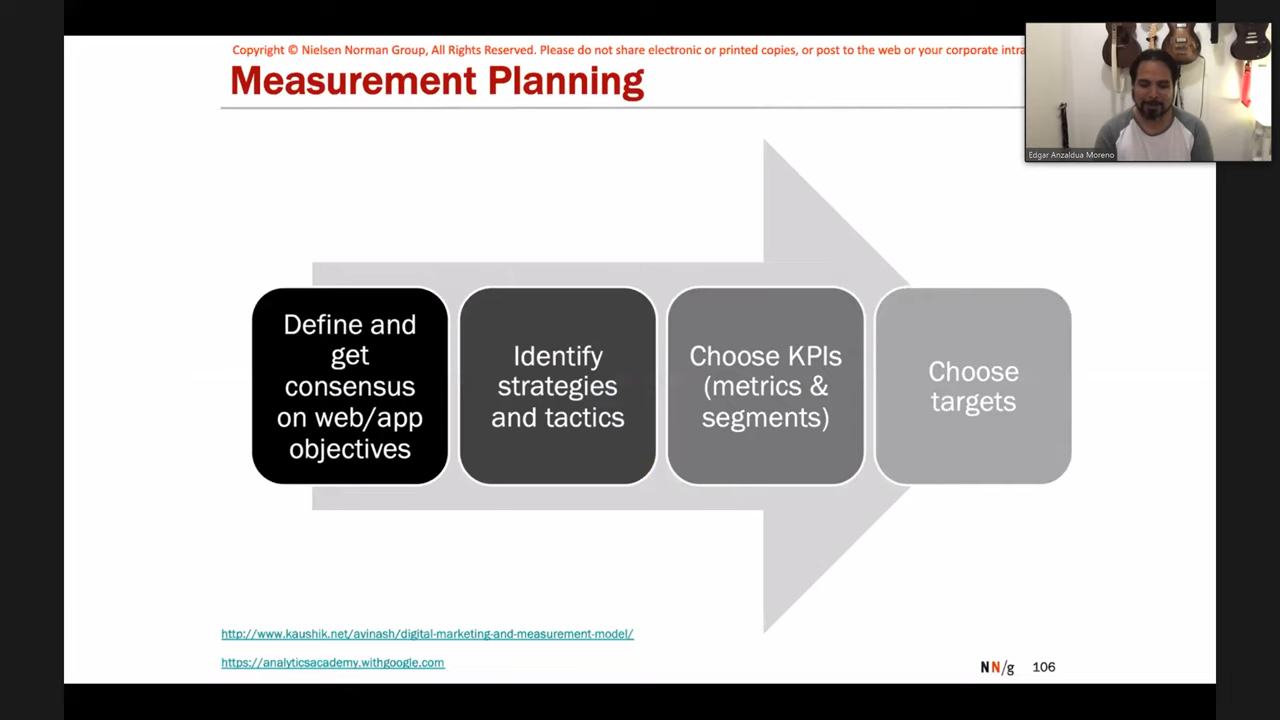 Copyright © Nielsen Norman Group, All Rights Reserved. Please do not share electronic or printed copies, or post to the web or your corporate
Measurement Planning
Edgar Anzaldua Moreno
Define and
get
consensus
on web/app
objectives
Identify
strategies
and tactics
Choose KPIs
(metrics &
segments)
Choose
targets
http://www.kaushik.net/avinash/digital-marketing-and-measurement-model/
https://analyticsacademy.withgoogle.com
NN/g 106